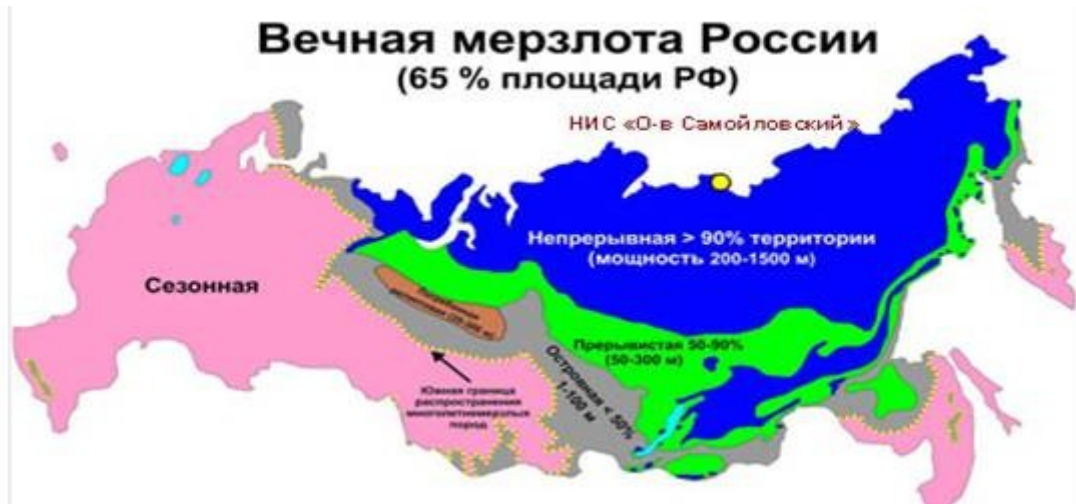 Вечная мерзлота России
(65 % площади РФ)
НИС «О-в Самойловский»
Непрерывная > 90% территории
(мощность 200-1500 м)
Сезонная
Прерывистая 50-90%
(50-300 м)
Островная < 50%
1-100 м
Южная граница
распространения
многолетнемерзлых
пород